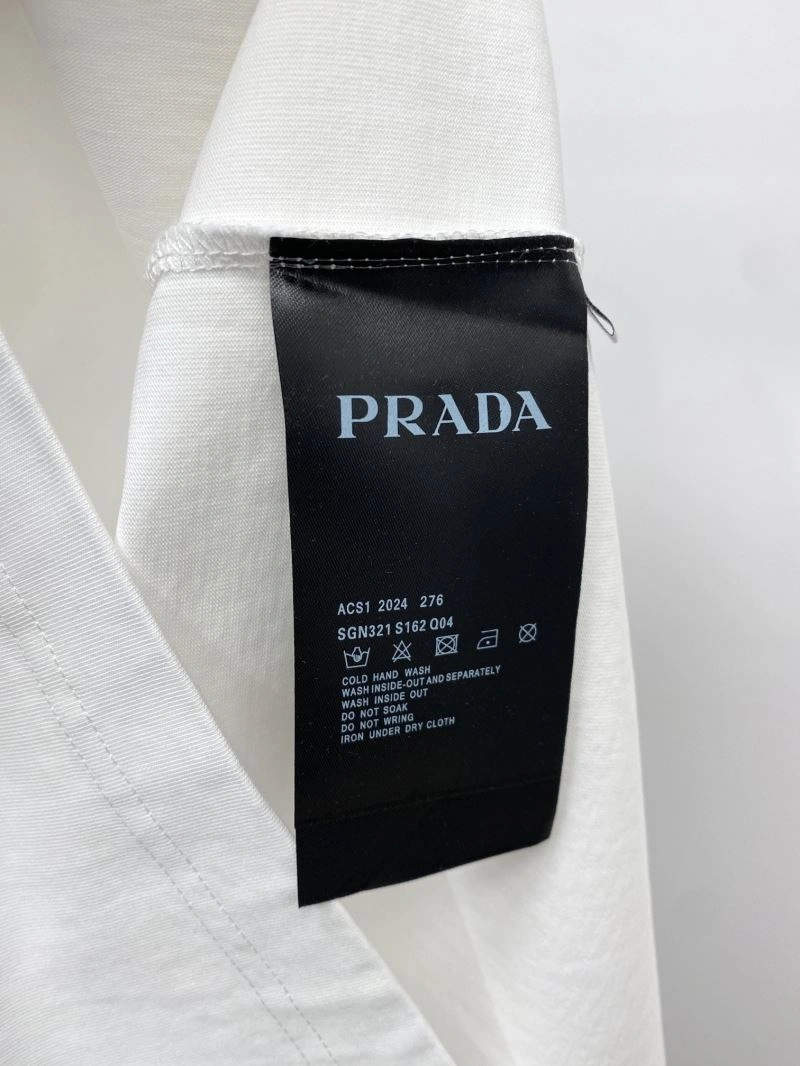 PRADA
ACS1 2024 276
SGN321 S162 Q04
COLD HAND WASH
WASH INSIDE-OUT AND SEPARATELY
WASH INSIDE OUT
DO NOT SOAK
DO NOT WRING
IRON UNDER DRY CLOTH